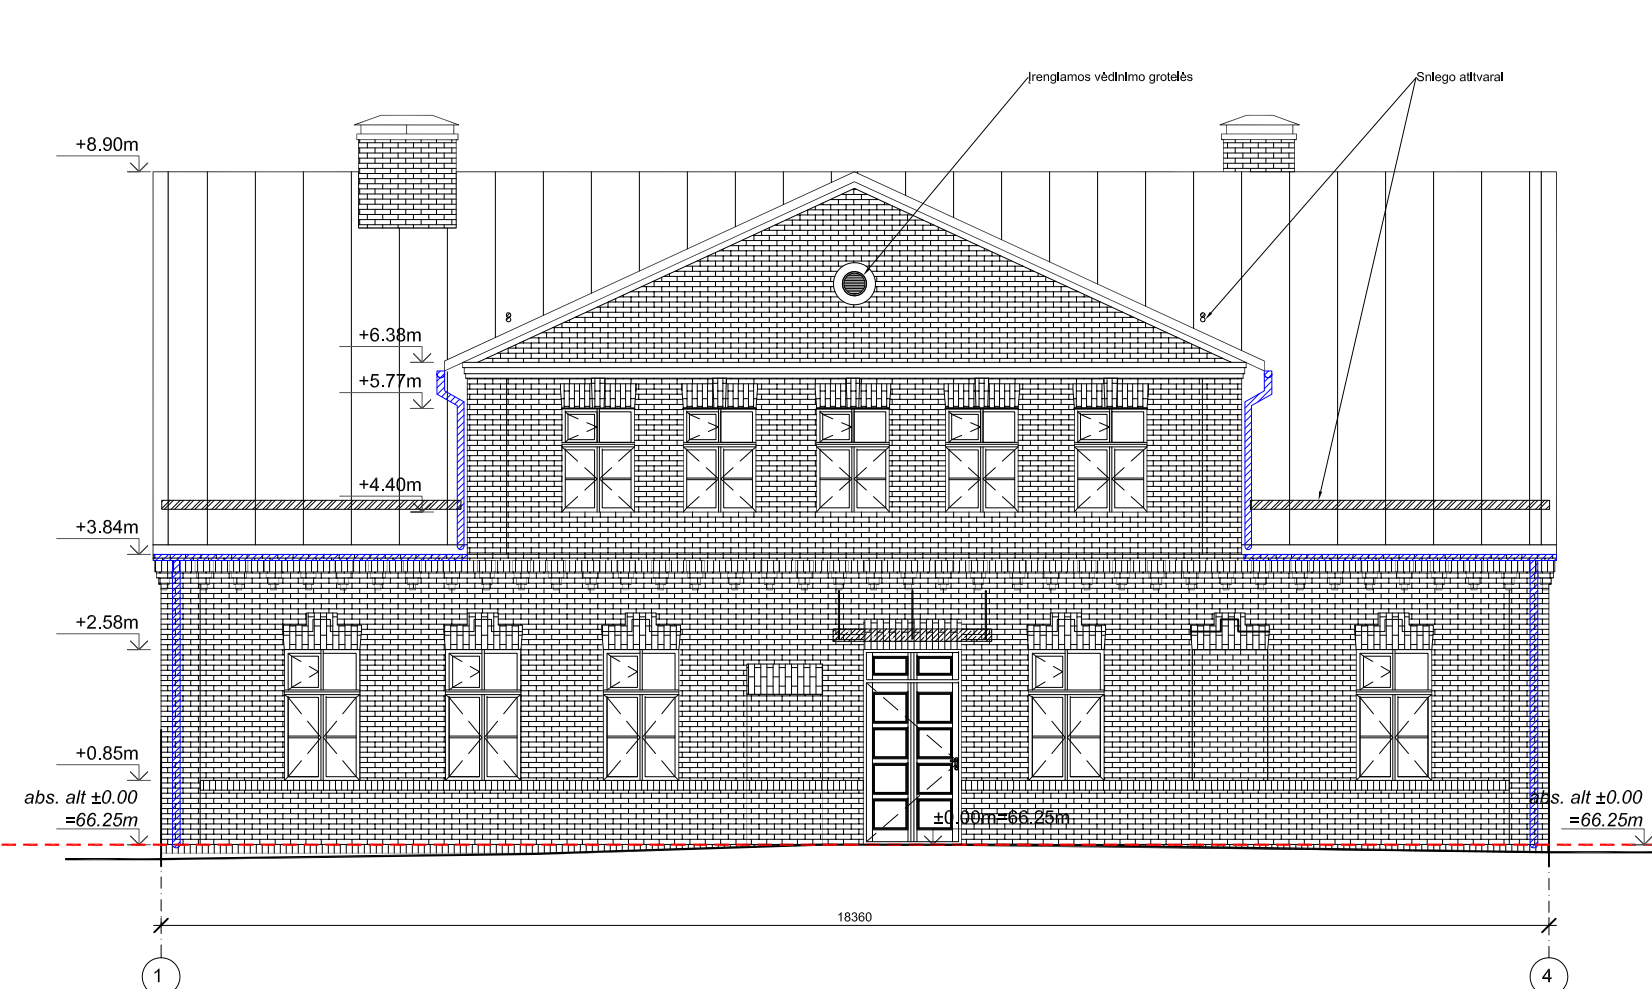 Įrengiamos vėdinimo grotelės
Sniego atitvarai
+8.90m
+6.38m
+5.77m
+4.40m
+3.84m
+2.58m
+0.85m
abs. alt ±0.00
=66.25m
±0.00m=66.25m
abs. alt ±0.00
=66.25m
18360
1
4